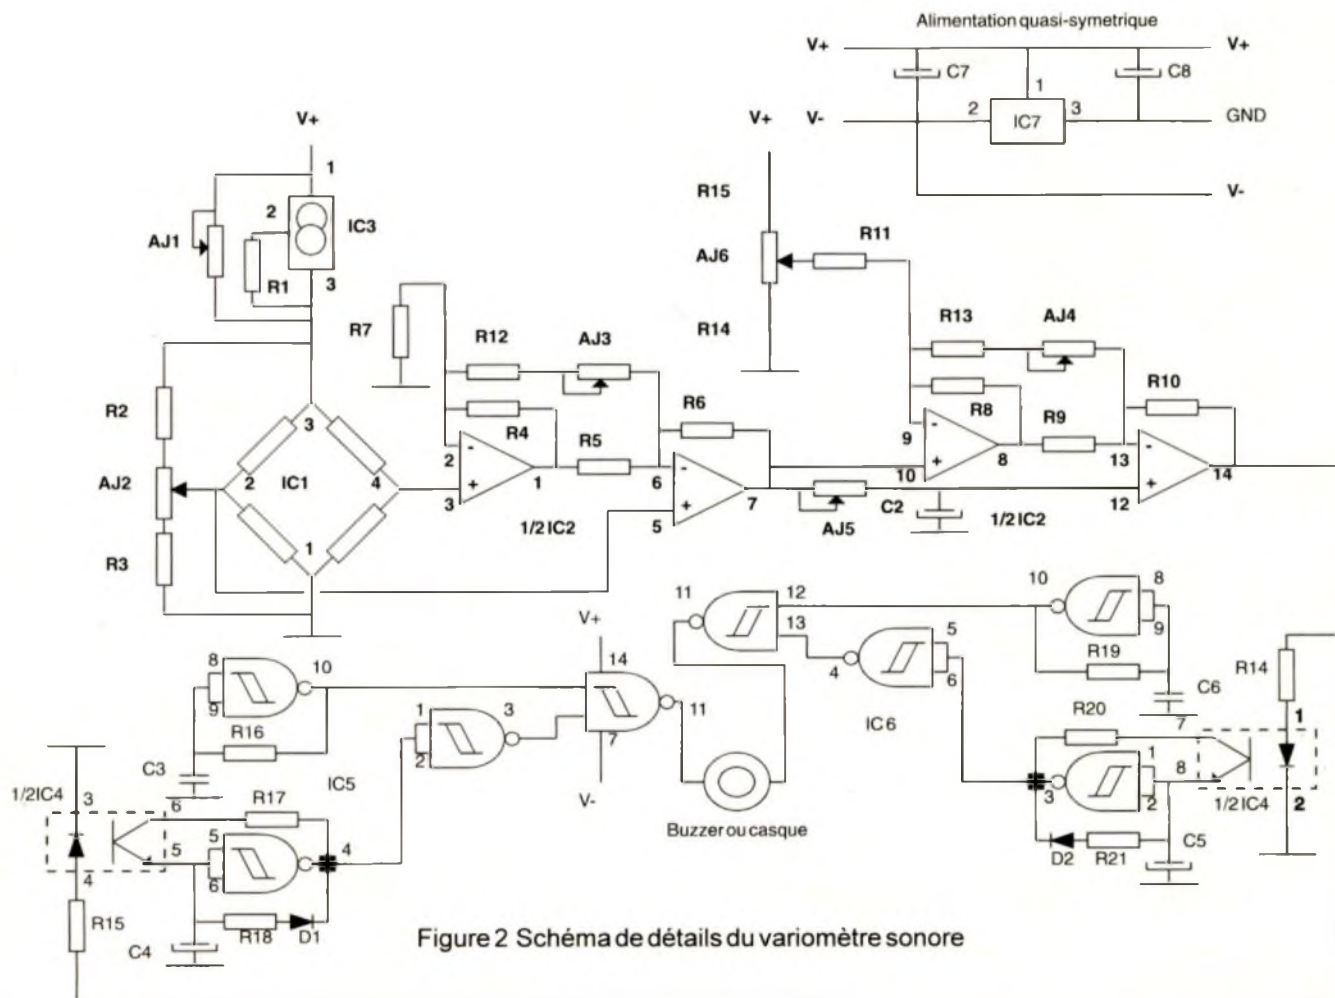 Alimentation quasi-symetrique
V+
V+
C7
C8
1
2
IC7
3
V-
GND
V-
V+
1
2
IC3
AJ1
R1
3
V+
R15
AJ6
R11
R14
R7
R12
AJ3
R13
AJ4
R2
3
R4
R6
R8
R10
AJ2
2
IC1
4
2
1
R5
6
9
8
R9
13
14
3
1/2 IC2
5
7
10
AJ5
C2
1/2 IC2
12
R3
1
V+
11
12
13
10
8
9
8
9
10
14
4
5
6
R19
R14
R16
1
2
3
11
7
IC6
R20
C6
7
1
C3
IC5
V-
3
1
2
8
1/2 IC4
2
1/2IC4
3
6
R17
Buzzer ou casque
D2
R21
C5
5
5
6
4
4
R15
R18
D1
C4
Figure 2 Schéma de détails du variomètre sonore